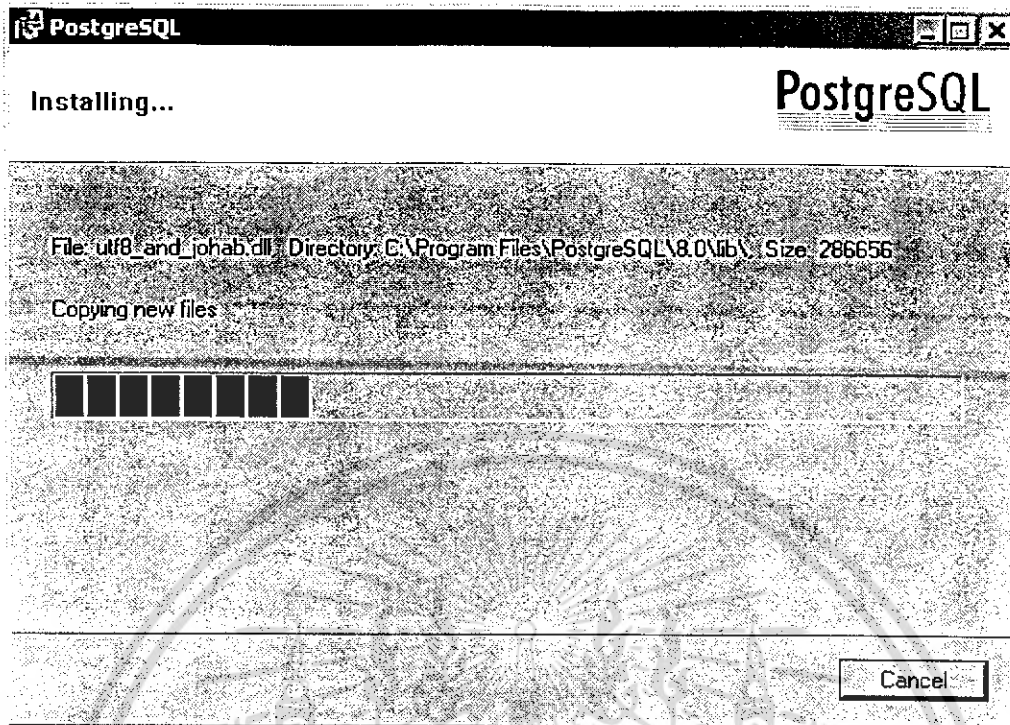 PostgreSQL
Installing...
PostgreSQL
File: utf8_and_johab.dll, Directory: C:\Program Files\PostgreSQL\8.0\lib\, Size: 286656
Copying new files
Cancel